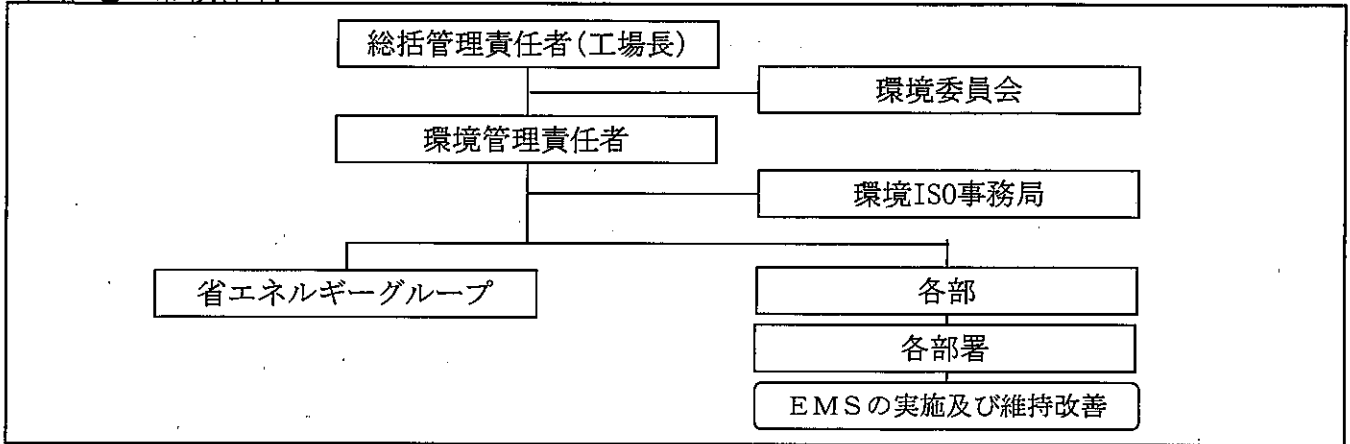 総括管理責任者(工場長)
環境委員会
環境管理責任者
環境ISO事務局
省エネルギーグループ
各部
各部署
EMSの実施及び維持改善